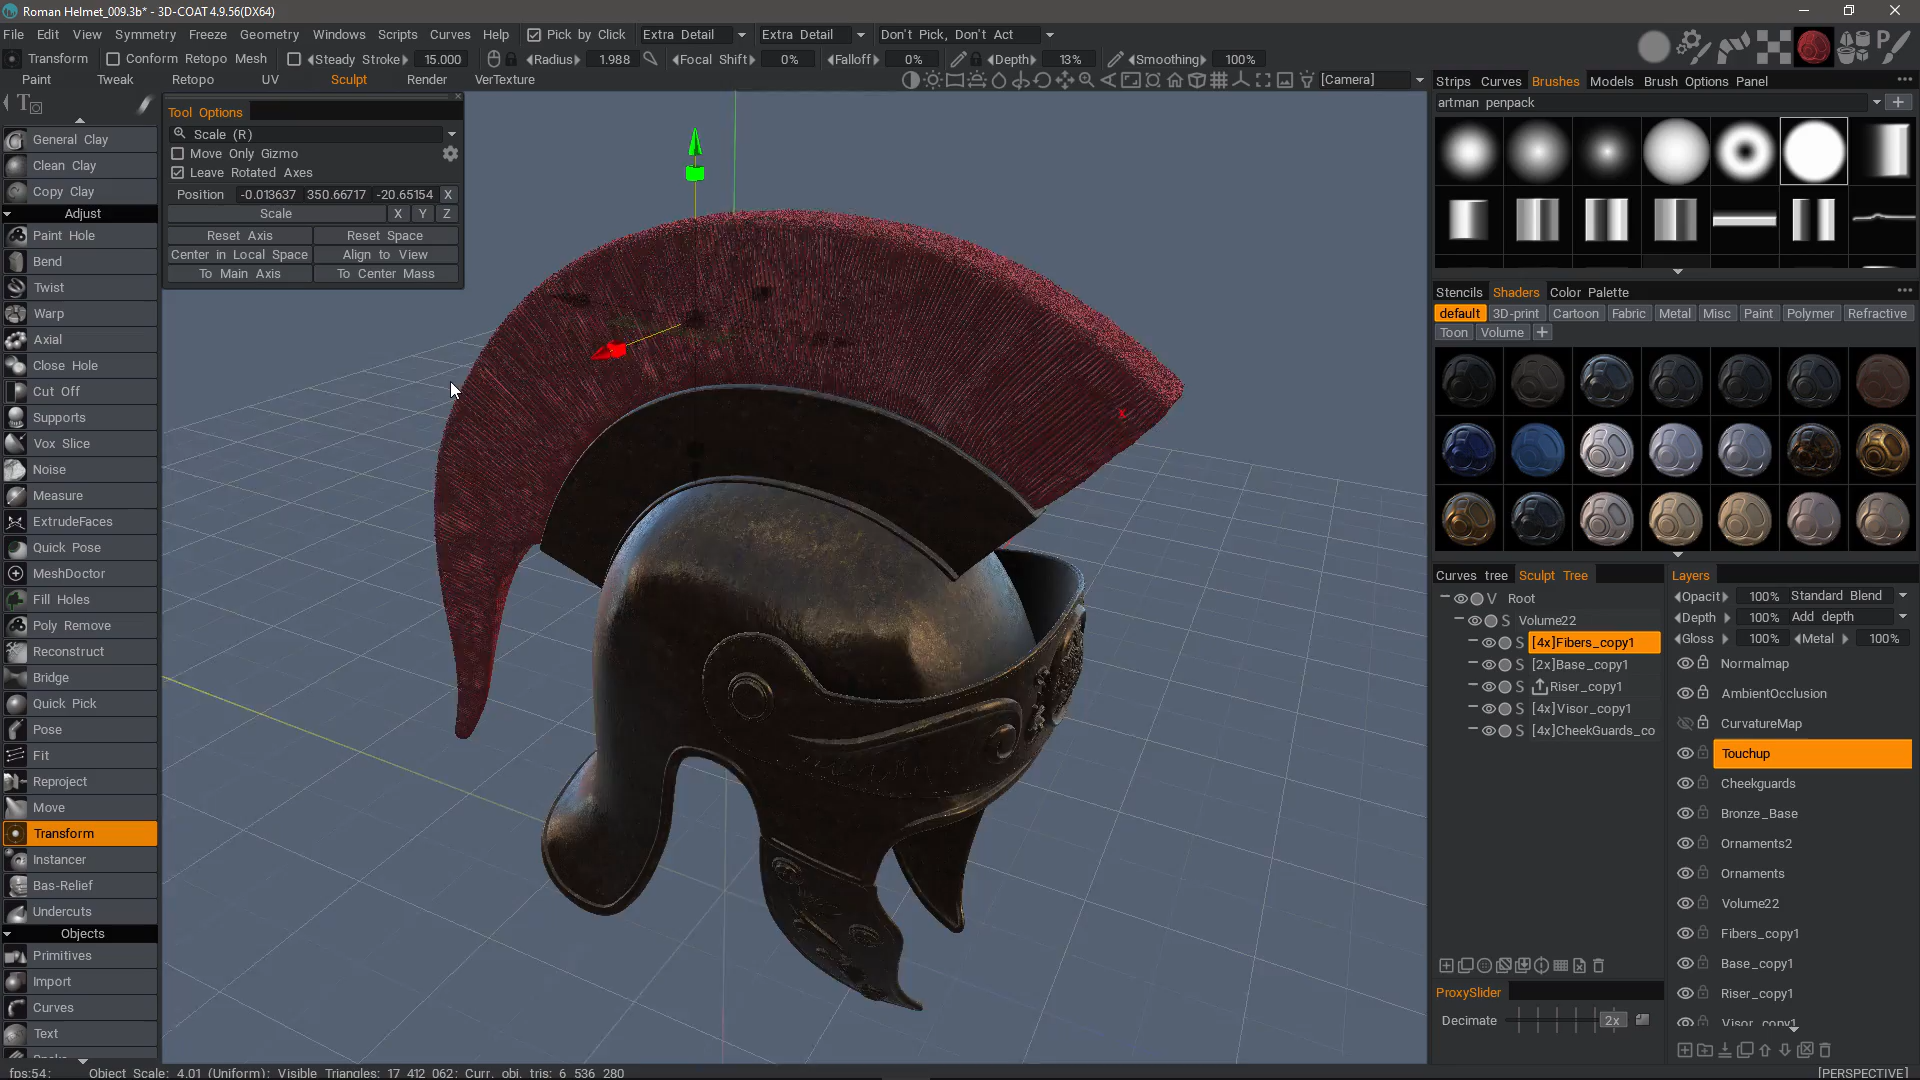 Roman Helmet_009.3b* - 3D-COAT 4.9.56(DX64)
File Edit View Symmetry Freeze Geometry Windows Scripts Curves Help Pick by Click Extra Detail Extra Detail Don't Pick, Don't Act
Transform Conform Retopo Mesh Steady Stroke 15.000 Radius 1.988 Focal Shift 0% Falloff 0% Depth 13% Smoothing 100%
Paint Tweak Retopo UV Sculpt Render VerTexture [Camera]
General Clay
Clean Clay
Copy Clay
Adjust
Paint Hole
Bend
Twist
Warp
Axial
Close Hole
Cut Off
Supports
Vox Slice
Noise
Measure
ExtrudeFaces
Quick Pose
MeshDoctor
Fill Holes
Poly Remove
Reconstruct
Bridge
Quick Pick
Pose
Fit
Reproject
Move
Transform
Instancer
Bas-Relief
Undercuts
Objects
Primitives
Import
Curves
Text
Tool Options
Scale (R)
Move Only Gizmo
Leave Rotated Axes
Position -0.013637 350.66717 -20.65154 X
Scale X Y Z
Reset Axis Reset Space
Center in Local Space Align to View
To Main Axis To Center Mass
x
Strips Curves Brushes Models Brush Options Panel
artman penpack
Stencils Shaders Color Palette
default 3D-print Cartoon Fabric Metal Misc Paint Polymer Refractive
Toon Volume
Curves tree Sculpt Tree
V Root
S Volume22
S [4x]Fibers_copy1
S [2x]Base_copy1
S Riser_copy1
S [4x]Visor_copy1
S [4x]CheekGuards_co
ProxySlider
Decimate 2x
Layers
Opacit 100% Standard Blend
Depth 100% Add depth
Gloss 100% Metal 100%
Normalmap
AmbientOcclusion
CurvatureMap
Touchup
Cheekguards
Bronze_Base
Ornaments2
Ornaments
Volume22
Fibers_copy1
Base_copy1
Riser_copy1
Visor_copy1
fps:54; Object Scale: 4.01 (Uniform); Visible Triangles: 17 412 062; Curr. obj. tris: 6 536 280 [PERSPECTIVE]